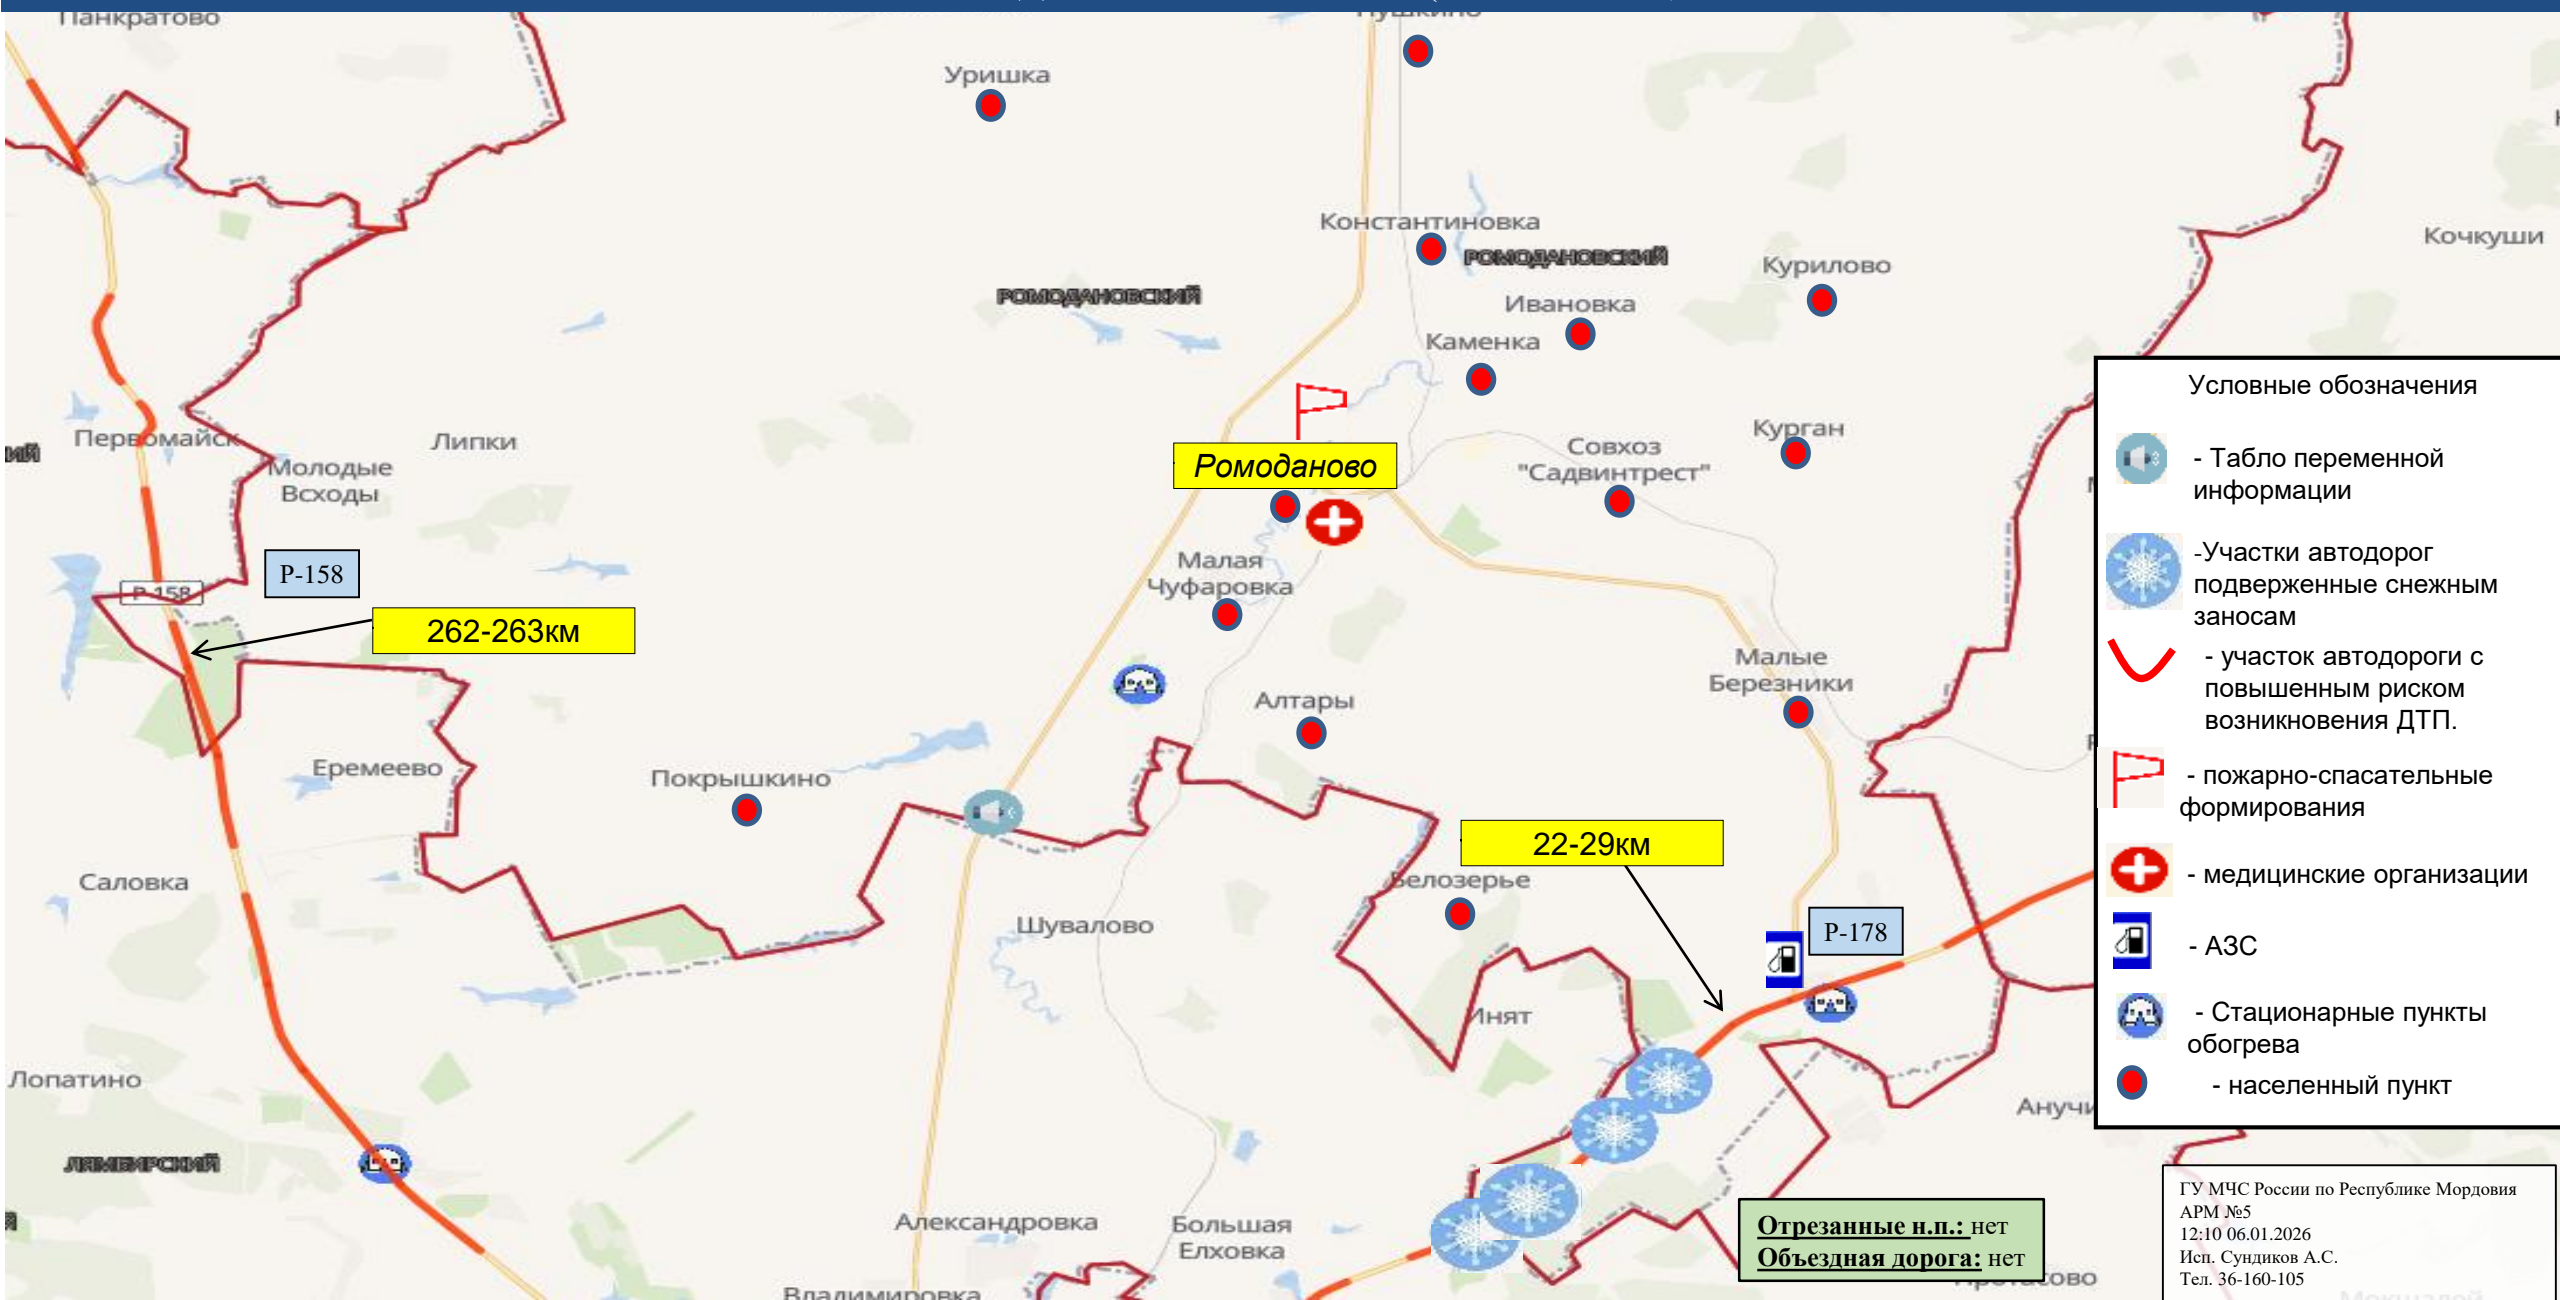 Панкратово
Уришка
Константиновка
РОМОДАНОВСКИЙ
Курилово
Кочкуши
РОМОДАНОВСКИЙ
Ивановка
Каменка
Первомайск
Липки
Молодые
Всходы
Ромоданово
Совхоз
"Садвинтрест"
Курган
Р-158
Р-158
262-263км
Малая
Чуфаровка
Малые
Березники
Алтары
Еремеево
Покрышкино
22-29км
Белозерье
Саловка
Шувалово
Р-178
Инят
Лопатино
ЛЯМБИРСКИЙ
Александровка
Большая
Елховка
Владимировка
Условные обозначения
- Табло переменной
информации
-Участки автодорог
подверженные снежным
заносам
- участок автодороги с
повышенным риском
возникновения ДТП.
- пожарно-спасательные
формирования
- медицинские организации
- АЗС
- Стационарные пункты
обогрева
- населенный пункт
Отрезанные н.п.: нет
Объездная дорога: нет
ГУ МЧС России по Республике Мордовия
АРМ №5
12:10 06.01.2026
Исп. Сундиков А.С.
Тел. 36-160-105